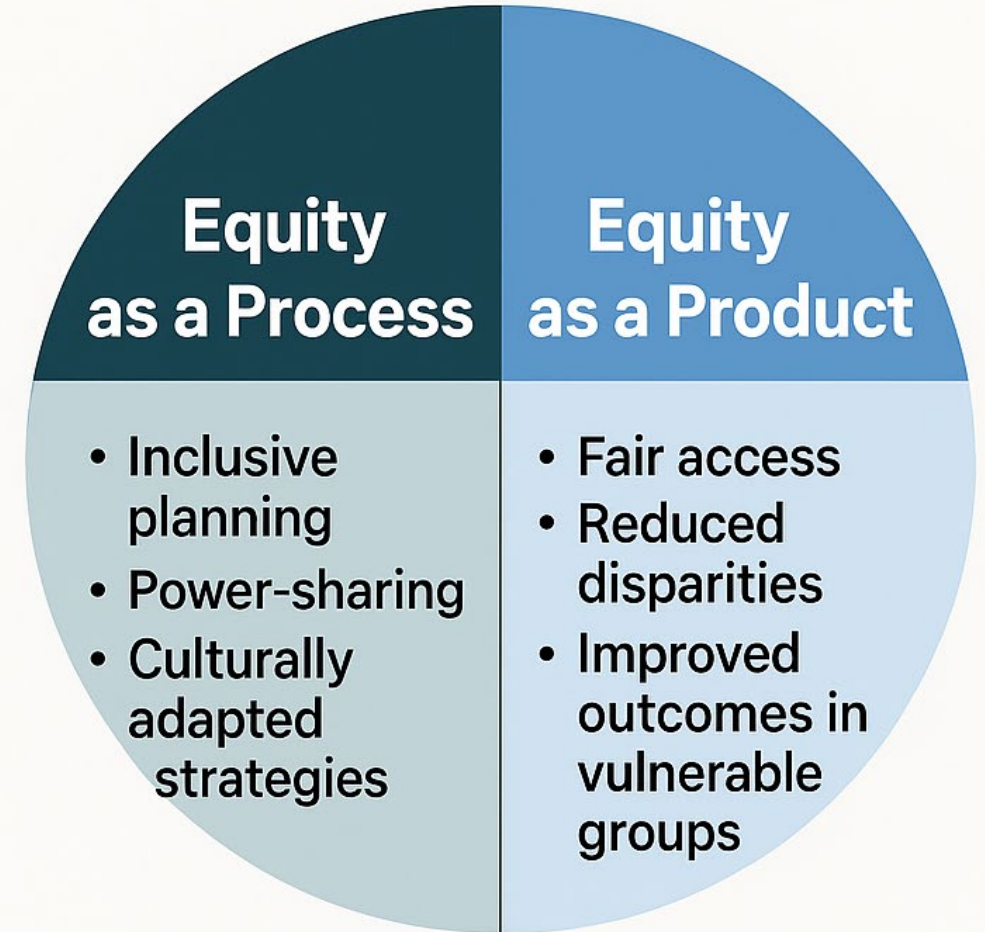 Equity
as a Process
• Inclusive
planning
• Power-sharing
• Culturally
adapted
strategies
Equity
as a Product
• Fair access
• Reduced
disparities
• Improved
outcomes in
vulnerable
groups